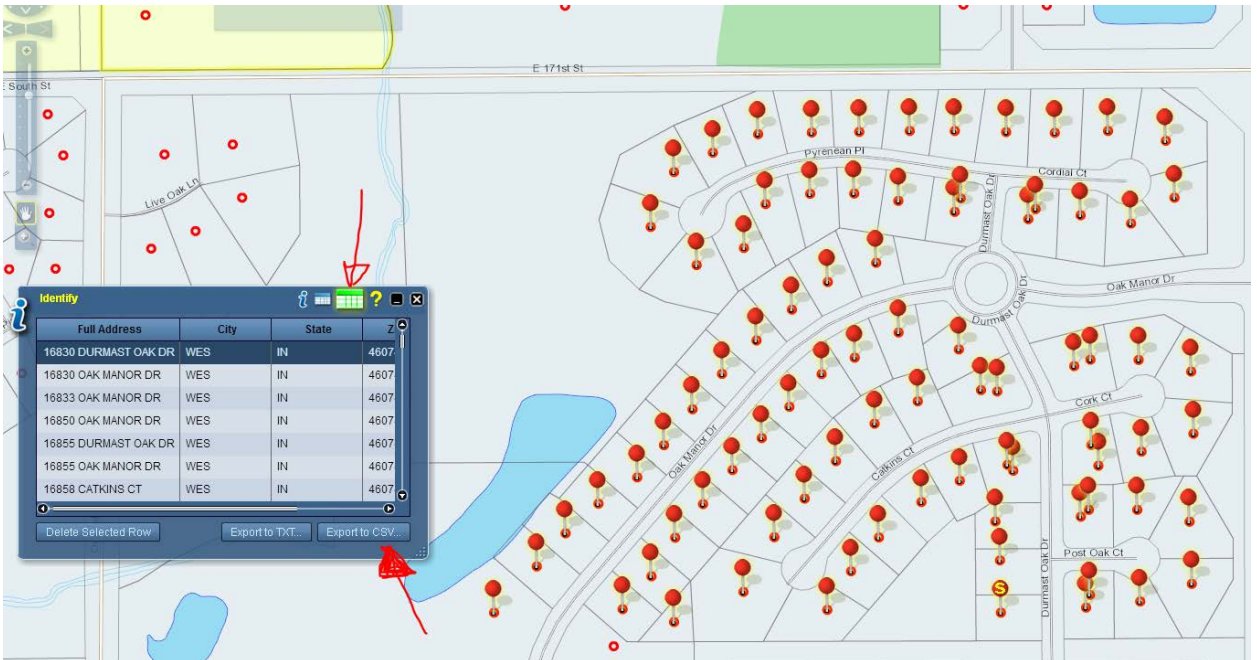 E 171st St
E South St
Pyrenean Pl
Cordial Ct
Live Oak Ln
Durmast Oak Dr
Oak Manor Dr
Durmast Oak Dr
Identify
?
Full Address City State Z
16830 DURMAST OAK DR WES IN 4607
16830 OAK MANOR DR WES IN 4607
16833 OAK MANOR DR WES IN 4607
16850 OAK MANOR DR WES IN 4607
16855 DURMAST OAK DR WES IN 4607
16855 OAK MANOR DR WES IN 4607
16858 CATKINS CT WES IN 4607
Delete Selected Row Export to TXT... Export to CSV...
Cork Ct
Oak Manor Dr
Catkins Ct
Post Oak Ct
Durmast Oak Dr
S